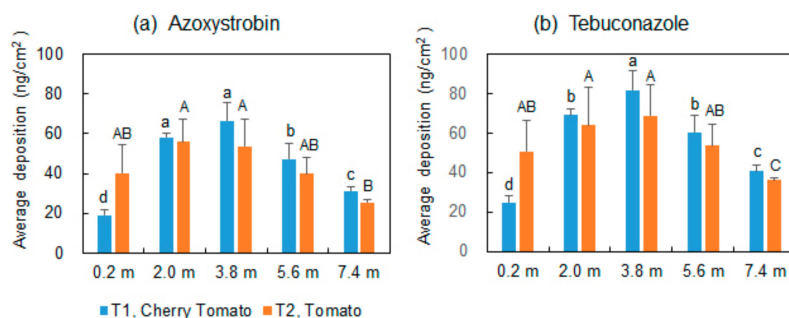 (a) Azoxystrobin
Average deposition (ng/cm²)
100
80
60
40
20
0
d
AB
a
A
a
A
b
AB
c
B
0.2 m 2.0 m 3.8 m 5.6 m 7.4 m
T1, Cherry Tomato T2, Tomato
(b) Tebuconazole
Average deposition (ng/cm²)
100
80
60
40
20
0
d
AB
b
A
a
A
b
AB
c
C
0.2 m 2.0 m 3.8 m 5.6 m 7.4 m